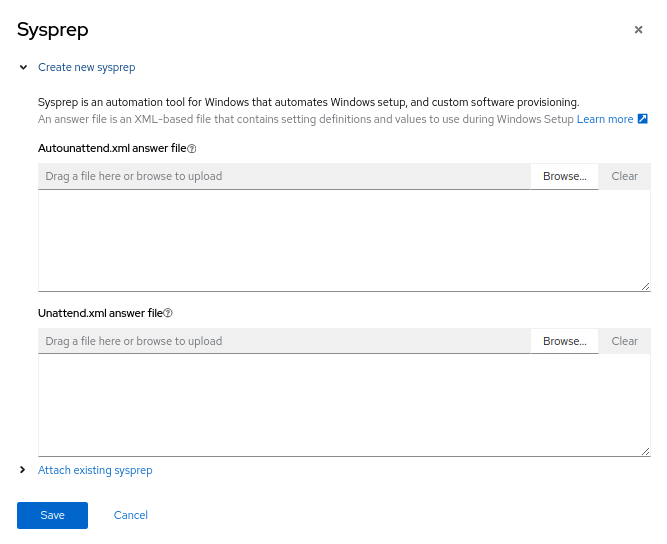 Sysprep
Create new sysprep
Sysprep is an automation tool for Windows that automates Windows setup, and custom software provisioning.
An answer file is an XML-based file that contains setting definitions and values to use during Windows Setup Learn more
Autounattend.xml answer file
Drag a file here or browse to upload Browse... Clear
Unattend.xml answer file
Drag a file here or browse to upload Browse... Clear
Attach existing sysprep
Save Cancel